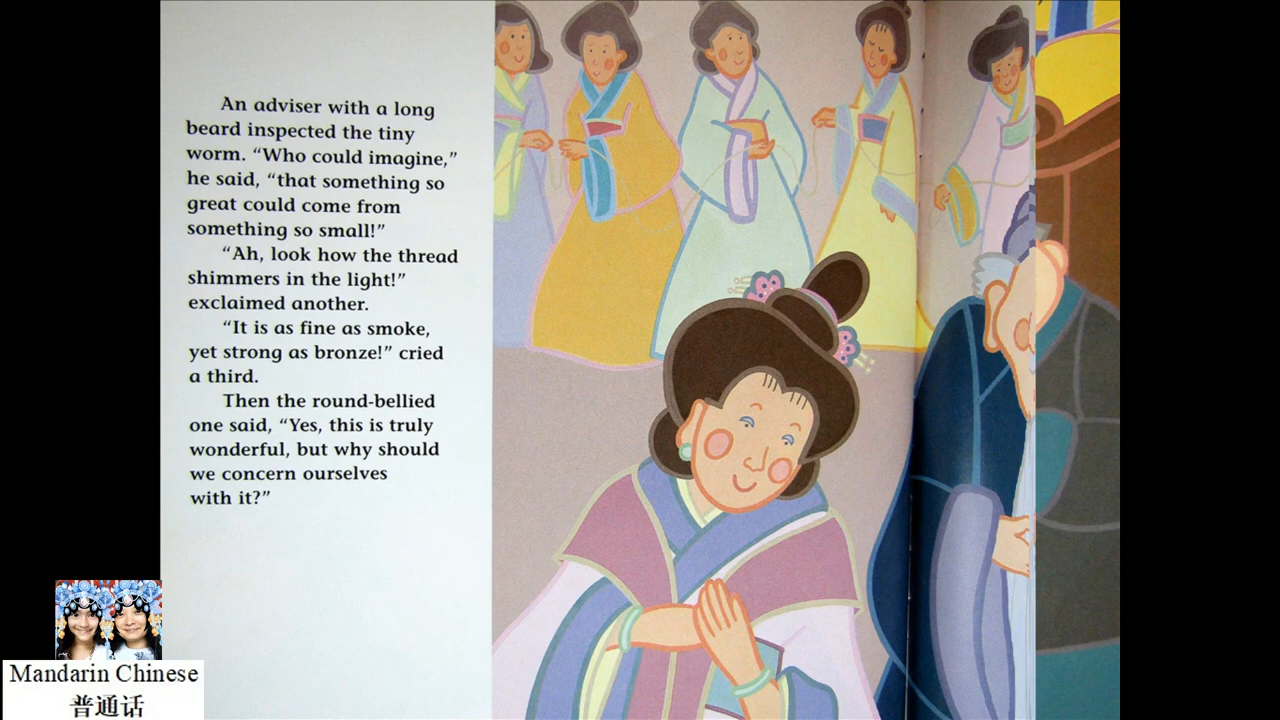 An adviser with a long
beard inspected the tiny
worm. “Who could imagine,”
he said, “that something so
great could come from
something so small!”
“Ah, look how the thread
shimmers in the light!”
exclaimed another.
“It is as fine as smoke,
yet strong as bronze!” cried
a third.
Then the round-bellied
one said, “Yes, this is truly
wonderful, but why should
we concern ourselves
with it?”
Mandarin Chinese
普通话